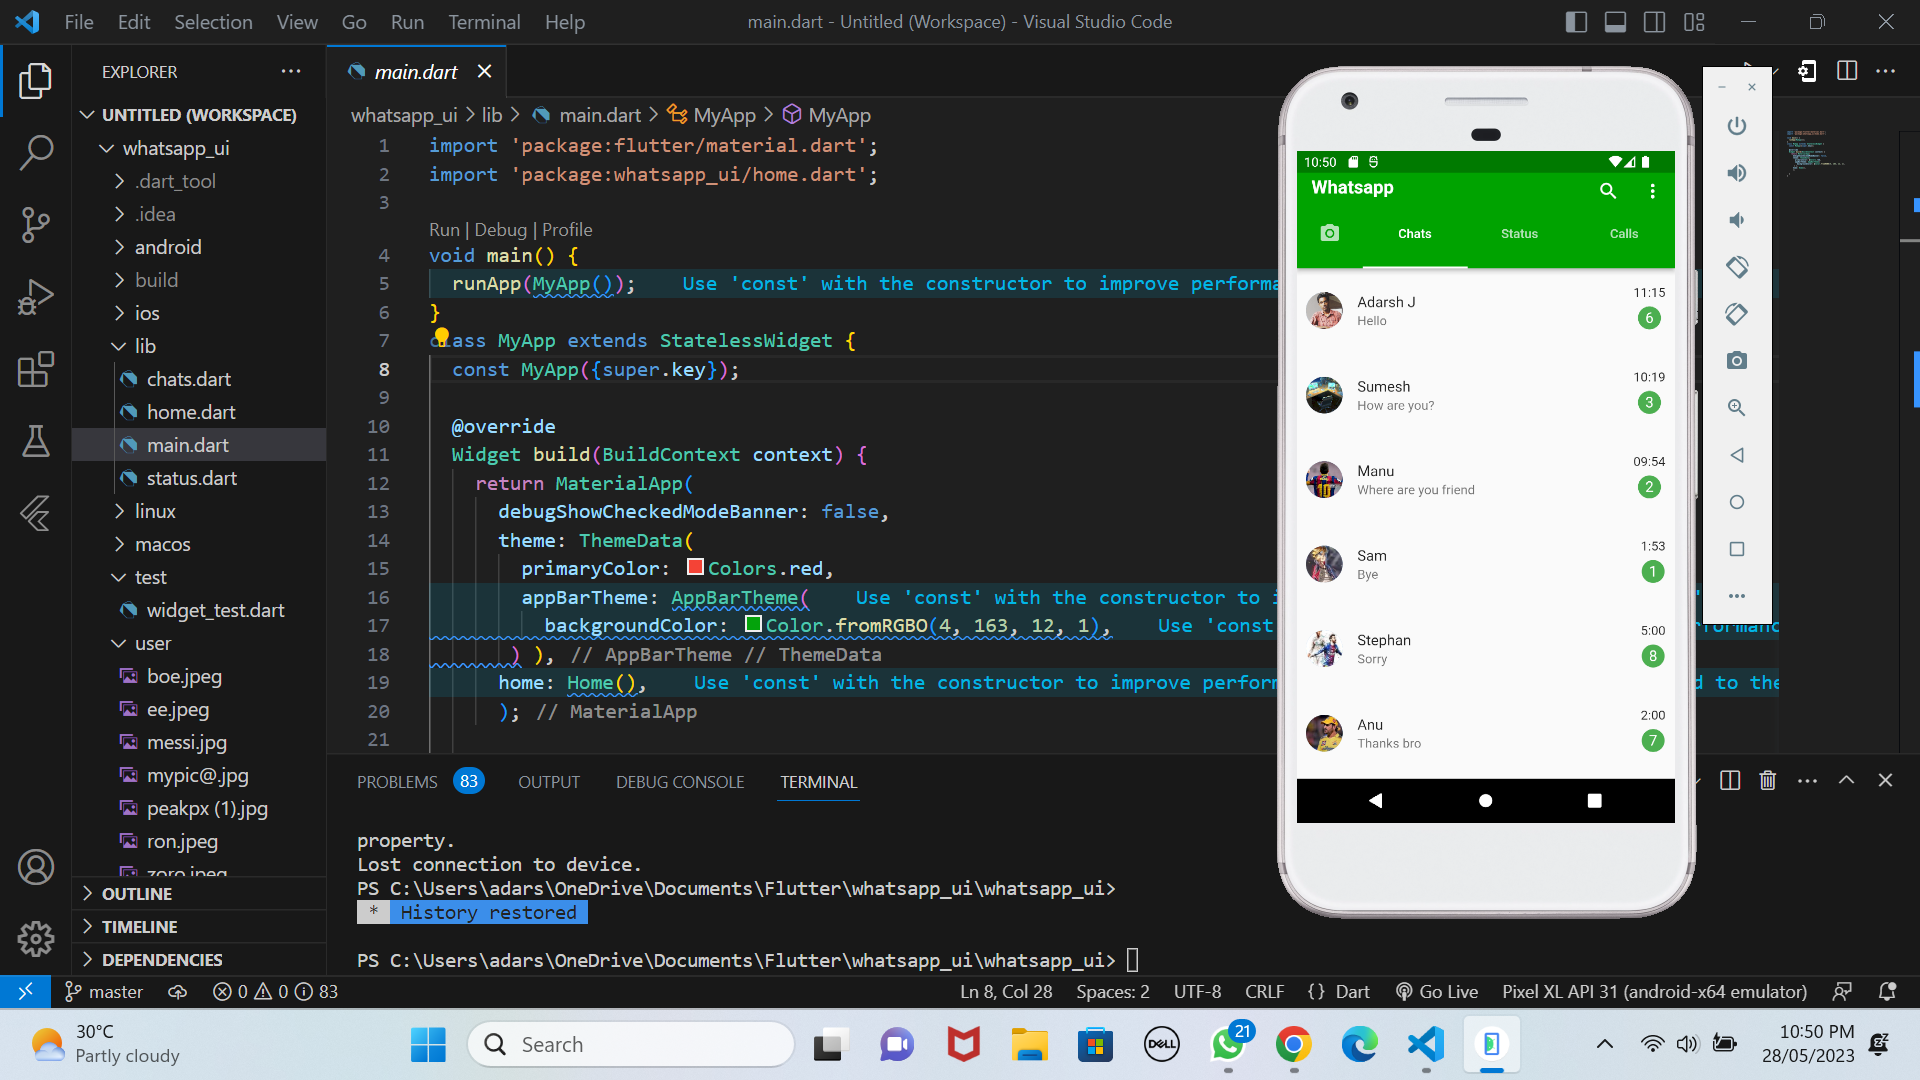 File Edit Selection View Go Run Terminal Help
main.dart - Untitled (Workspace) - Visual Studio Code
EXPLORER
UNTITLED (WORKSPACE)
whatsapp_ui
.dart_tool
.idea
android
build
ios
lib
chats.dart
home.dart
main.dart
status.dart
linux
macos
test
widget_test.dart
user
boe.jpeg
ee.jpeg
messi.jpg
mypic@.jpg
peakpx (1).jpg
ron.jpeg
zoro.jpeg
OUTLINE
TIMELINE
DEPENDENCIES
main.dart
whatsapp_ui > lib > main.dart > MyApp > MyApp
1 import 'package:flutter/material.dart';
2 import 'package:whatsapp_ui/home.dart';
3
Run | Debug | Profile
4 void main() {
5 runApp(MyApp()); Use 'const' with the constructor to improve performa
6 }
7 class MyApp extends StatelessWidget {
8 const MyApp({super.key});
9
10 @override
11 Widget build(BuildContext context) {
12 return MaterialApp(
13 debugShowCheckedModeBanner: false,
14 theme: ThemeData(
15 primaryColor: Colors.red,
16 appBarTheme: AppBarTheme( Use 'const' with the constructor to i
17 backgroundColor: Color.fromRGBO(4, 163, 12, 1), Use 'const rformanc
18 ) ), // AppBarTheme // ThemeData
19 home: Home(), Use 'const' with the constructor to improve perform d to the
20 ); // MaterialApp
21
PROBLEMS 83 OUTPUT DEBUG CONSOLE TERMINAL
property.
Lost connection to device.
PS C:\Users\adars\OneDrive\Documents\Flutter\whatsapp_ui\whatsapp_ui>
* History restored
PS C:\Users\adars\OneDrive\Documents\Flutter\whatsapp_ui\whatsapp_ui>
10:50
Whatsapp
Chats Status Calls
Adarsh J 11:15
Hello 6
Sumesh 10:19
How are you? 3
Manu 09:54
Where are you friend 2
Sam 1:53
Bye 1
Stephan 5:00
Sorry 8
Anu 2:00
Thanks bro 7
master 0 0 83
Ln 8, Col 28 Spaces: 2 UTF-8 CRLF {} Dart Go Live Pixel XL API 31 (android-x64 emulator)
30°C
Partly cloudy
Search
DELL
21
10:50 PM
28/05/2023